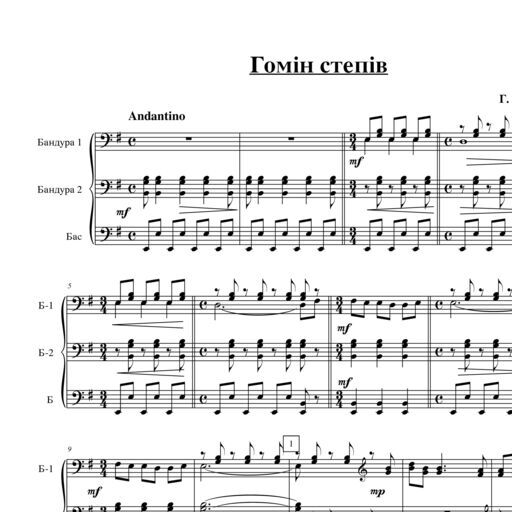 Гомін степів
Г.
Andantino
Бандура 1
mf
Бандура 2
mf
Бас
5
Б-1
mf
Б-2
mf
Б
9
1
Б-1
mf
mp